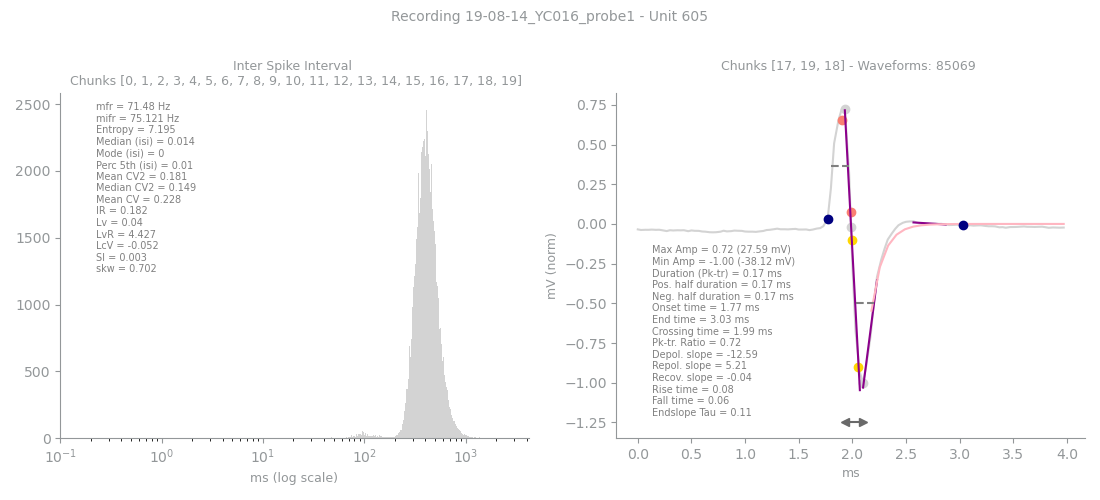 Recording 19-08-14_YC016_probe1 - Unit 605
Inter Spike Interval
Chunks [0, 1, 2, 3, 4, 5, 6, 7, 8, 9, 10, 11, 12, 13, 14, 15, 16, 17, 18, 19]
2500
2000
1500
1000
500
0
mfr = 71.48 Hz
mifr = 75.121 Hz
Entropy = 7.195
Median (isi) = 0.014
Mode (isi) = 0
Perc 5th (isi) = 0.01
Mean CV2 = 0.181
Median CV2 = 0.149
Mean CV = 0.228
IR = 0.182
Lv = 0.04
LvR = 4.427
LcV = -0.052
SI = 0.003
skw = 0.702
10⁻¹ 10⁰ 10¹ 10² 10³
ms (log scale)
Chunks [17, 19, 18] - Waveforms: 85069
mV (norm)
0.75
0.50
0.25
0.00
−0.25
−0.50
−0.75
−1.00
−1.25
Max Amp = 0.72 (27.59 mV)
Min Amp = -1.00 (-38.12 mV)
Duration (Pk-tr) = 0.17 ms
Pos. half duration = 0.17 ms
Neg. half duration = 0.17 ms
Onset time = 1.77 ms
End time = 3.03 ms
Crossing time = 1.99 ms
Pk-tr. Ratio = 0.72
Depol. slope = -12.59
Repol. slope = 5.21
Recov. slope = -0.04
Rise time = 0.08
Fall time = 0.06
Endslope Tau = 0.11
0.0 0.5 1.0 1.5 2.0 2.5 3.0 3.5 4.0
ms